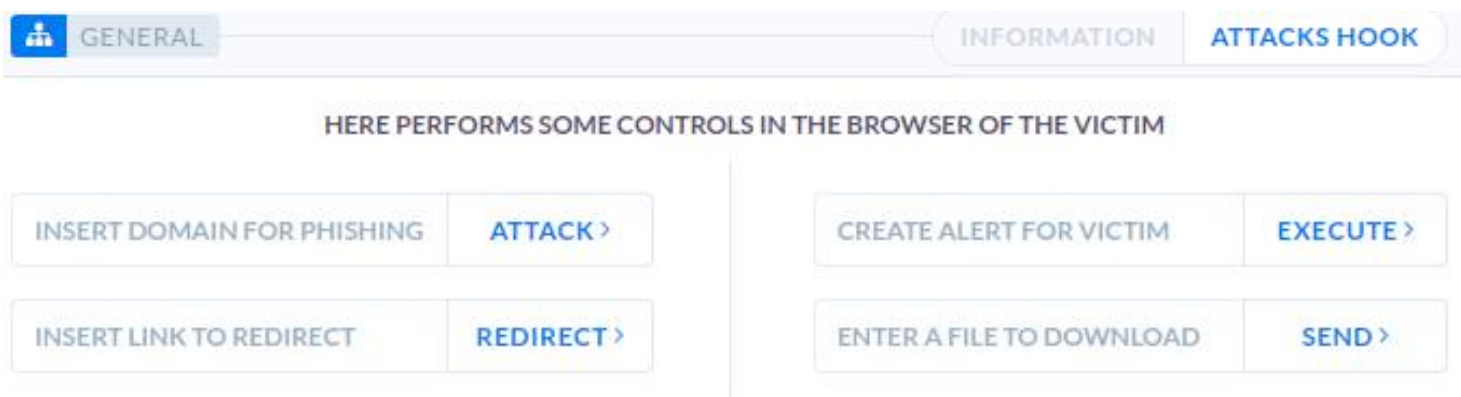 GENERAL
INFORMATION
ATTACKS HOOK
HERE PERFORMS SOME CONTROLS IN THE BROWSER OF THE VICTIM
INSERT DOMAIN FOR PHISHING
ATTACK >
CREATE ALERT FOR VICTIM
EXECUTE >
INSERT LINK TO REDIRECT
REDIRECT >
ENTER A FILE TO DOWNLOAD
SEND >